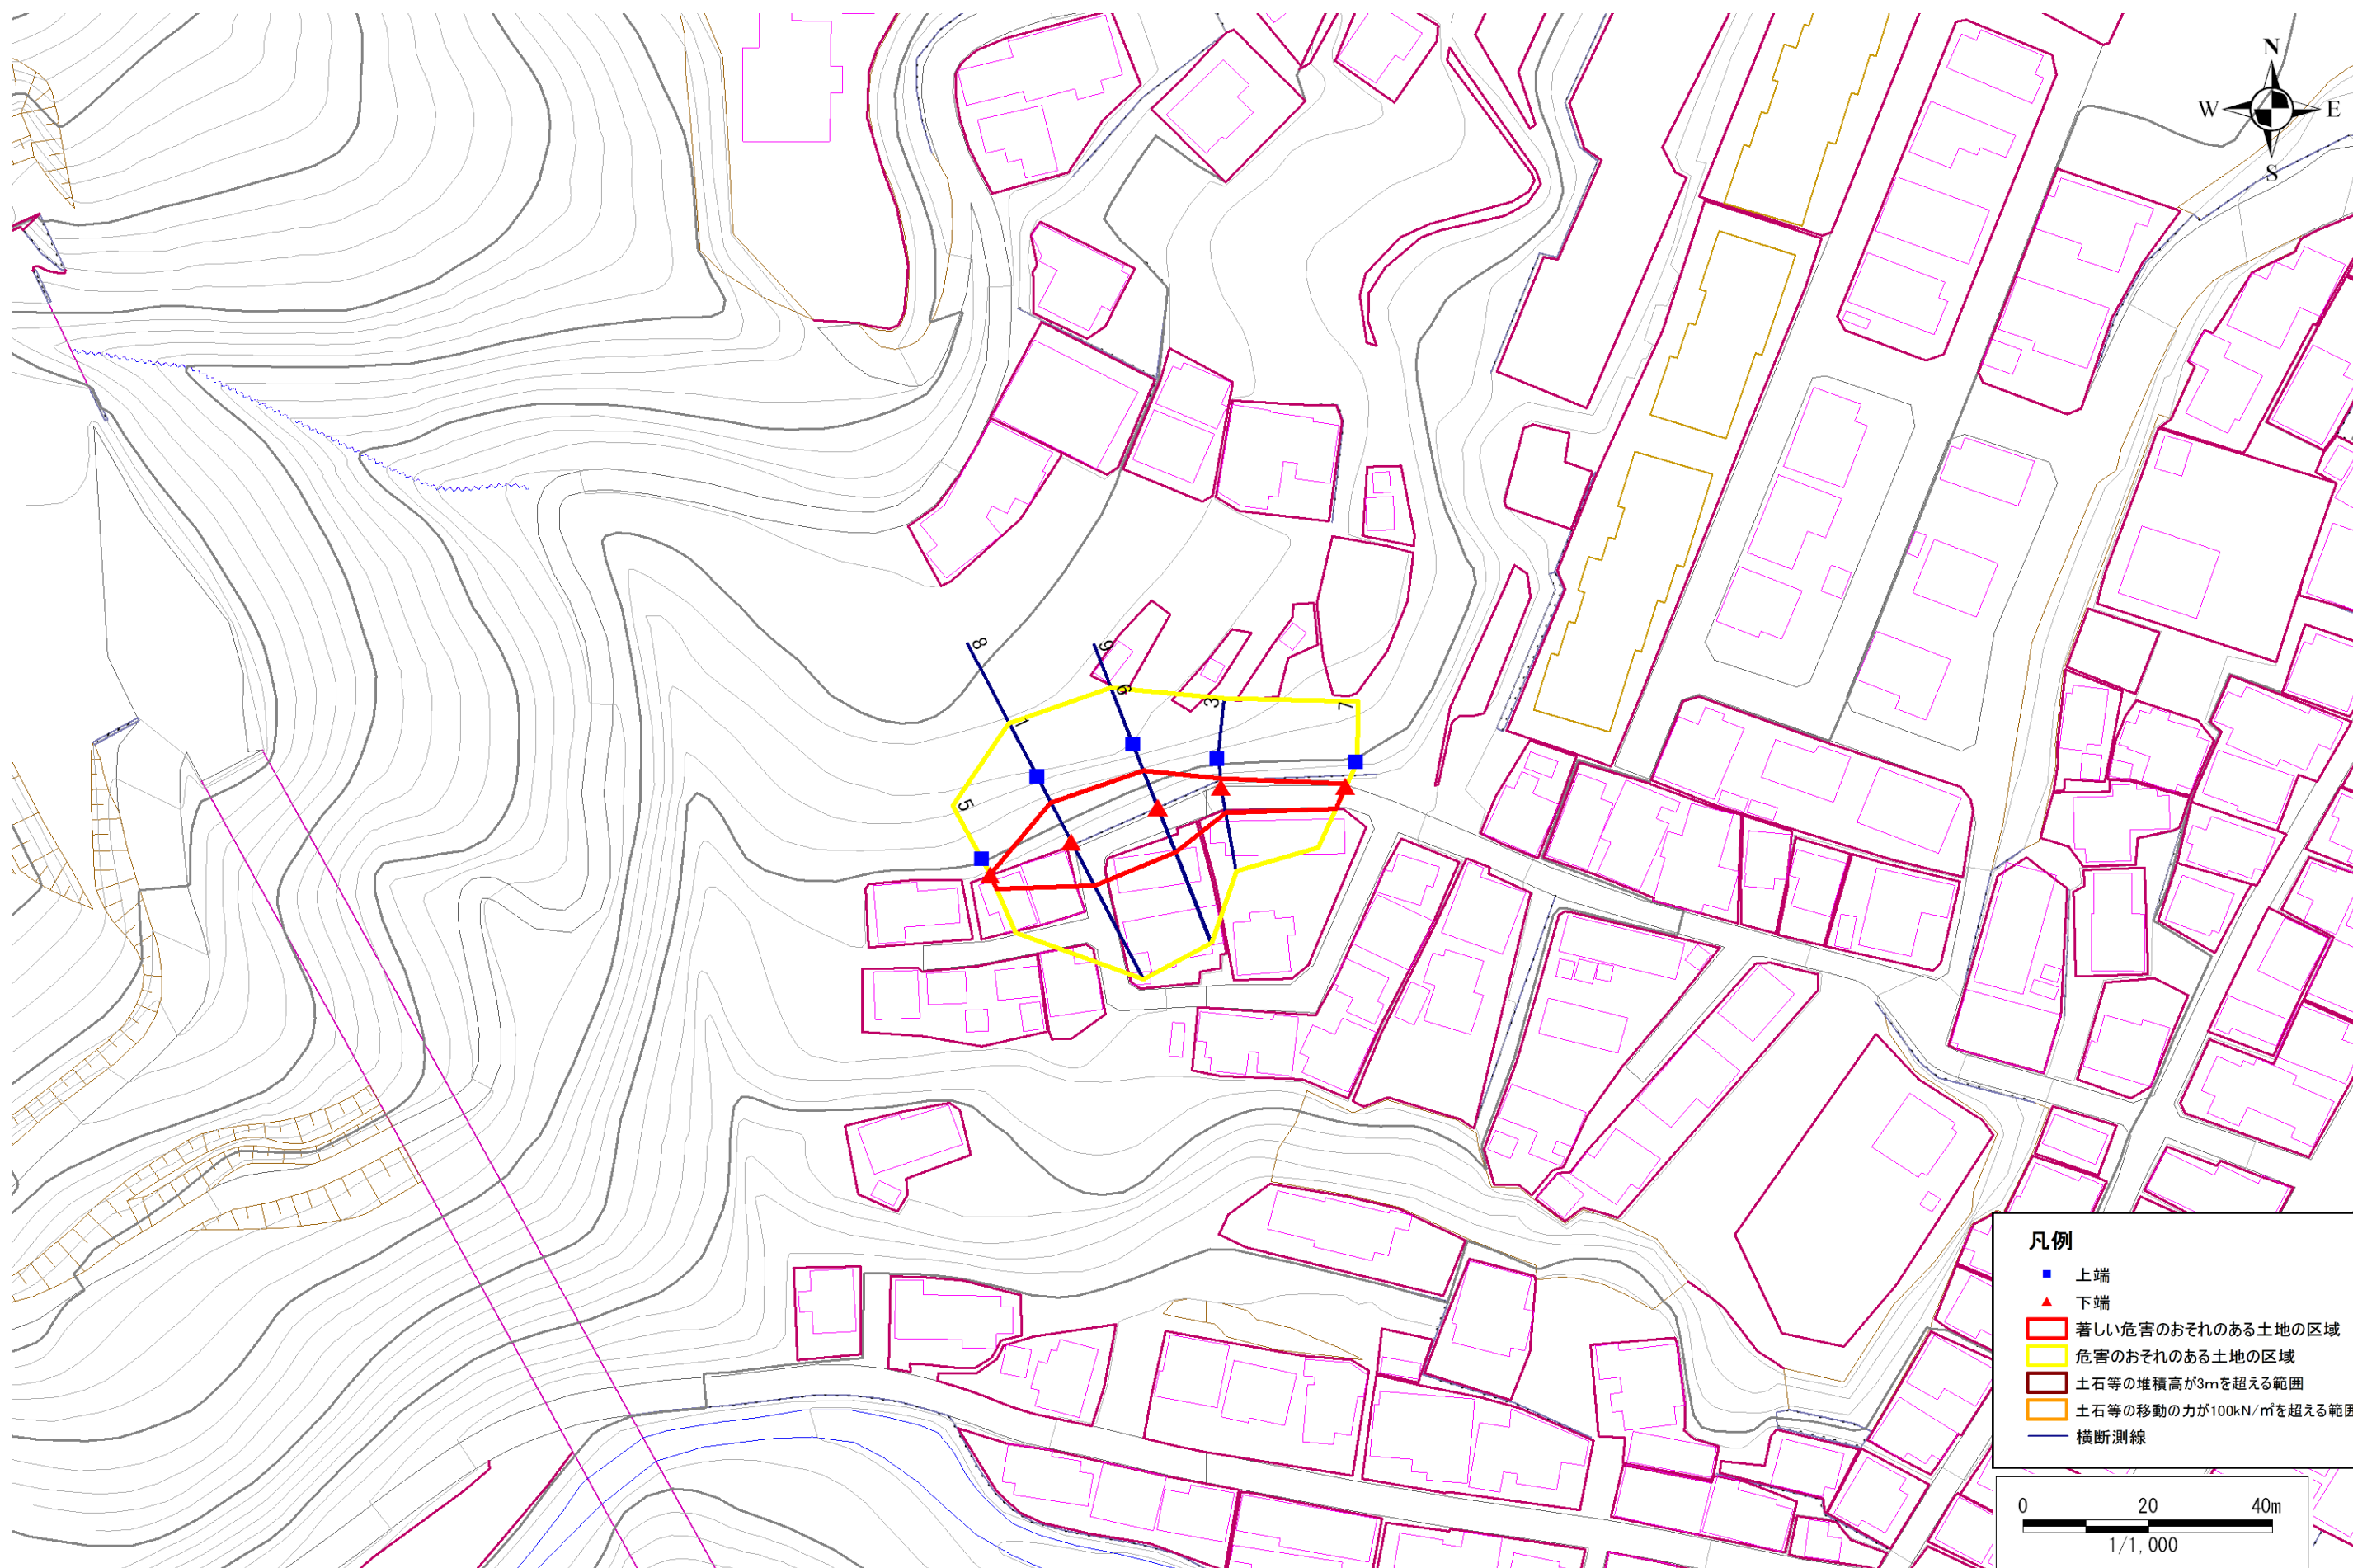 N
W
E
S
8
9
1
6
3
7
5
凡例
上端
下端
著しい危害のおそれのある土地の区域
危害のおそれのある土地の区域
土石等の堆積高が3mを超える範囲
土石等の移動の力が100kN/㎡を超える範囲
横断測線
0 20 40m
1/1,000